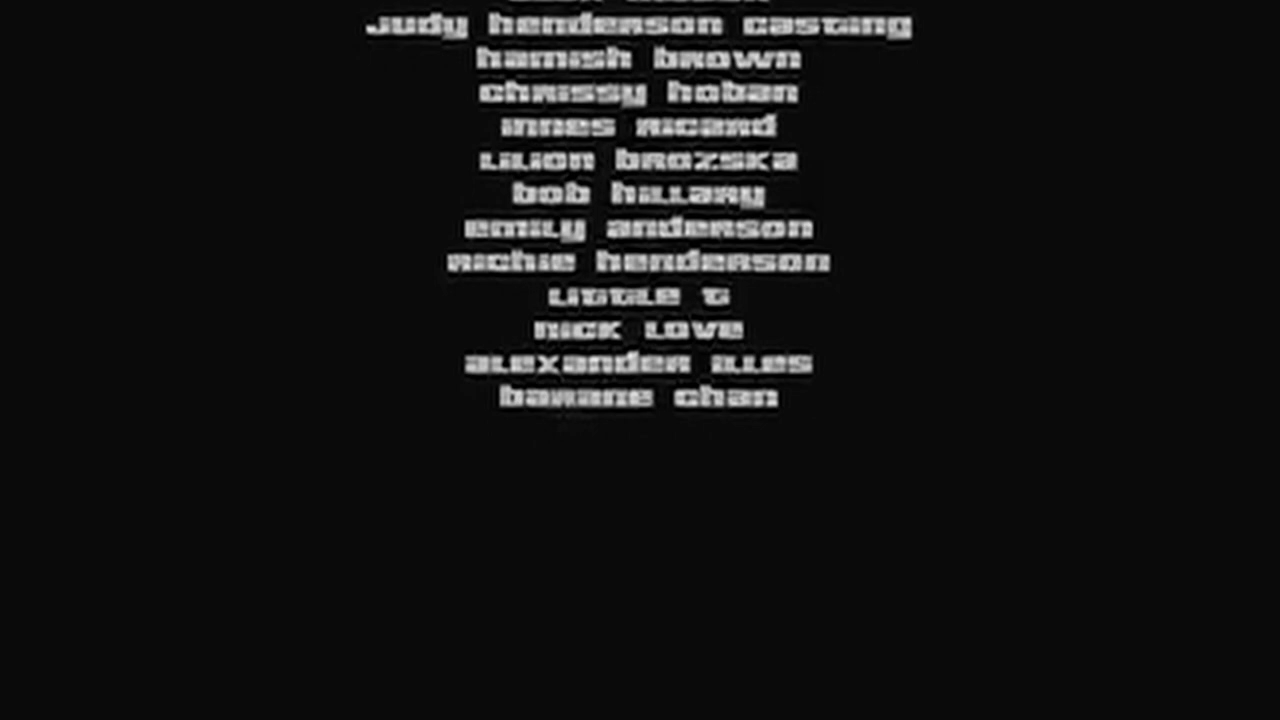 judy henderson casting
hamish brown
chrissy hoban
innes ricard
lilion brozska
bob hillary
emily anderson
richie henderson
little t
nick love
alexander illes
barane chan